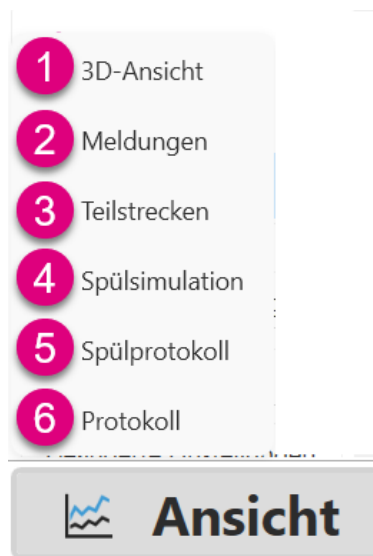 1 3D-Ansicht
2 Meldungen
3 Teilstrecken
4 Spülsimulation
5 Spülprotokoll
6 Protokoll
Ansicht